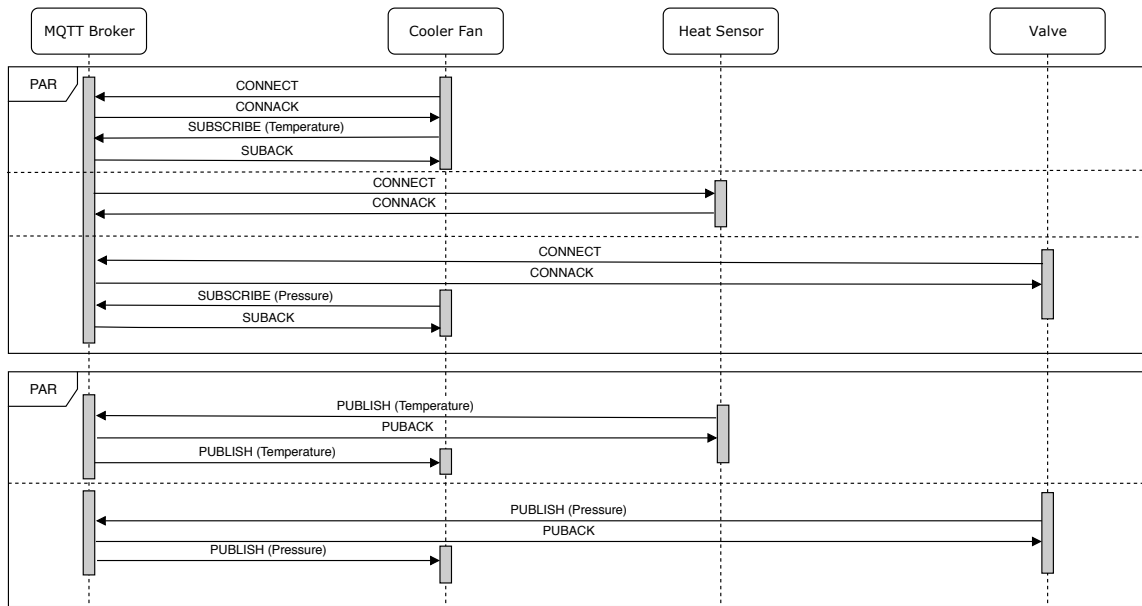 MQTT Broker
Cooler Fan
Heat Sensor
Valve
PAR
CONNECT
CONNACK
SUBSCRIBE (Temperature)
SUBACK
CONNECT
CONNACK
CONNECT
CONNACK
SUBSCRIBE (Pressure)
SUBACK
PAR
PUBLISH (Temperature)
PUBACK
PUBLISH (Temperature)
PUBLISH (Pressure)
PUBACK
PUBLISH (Pressure)